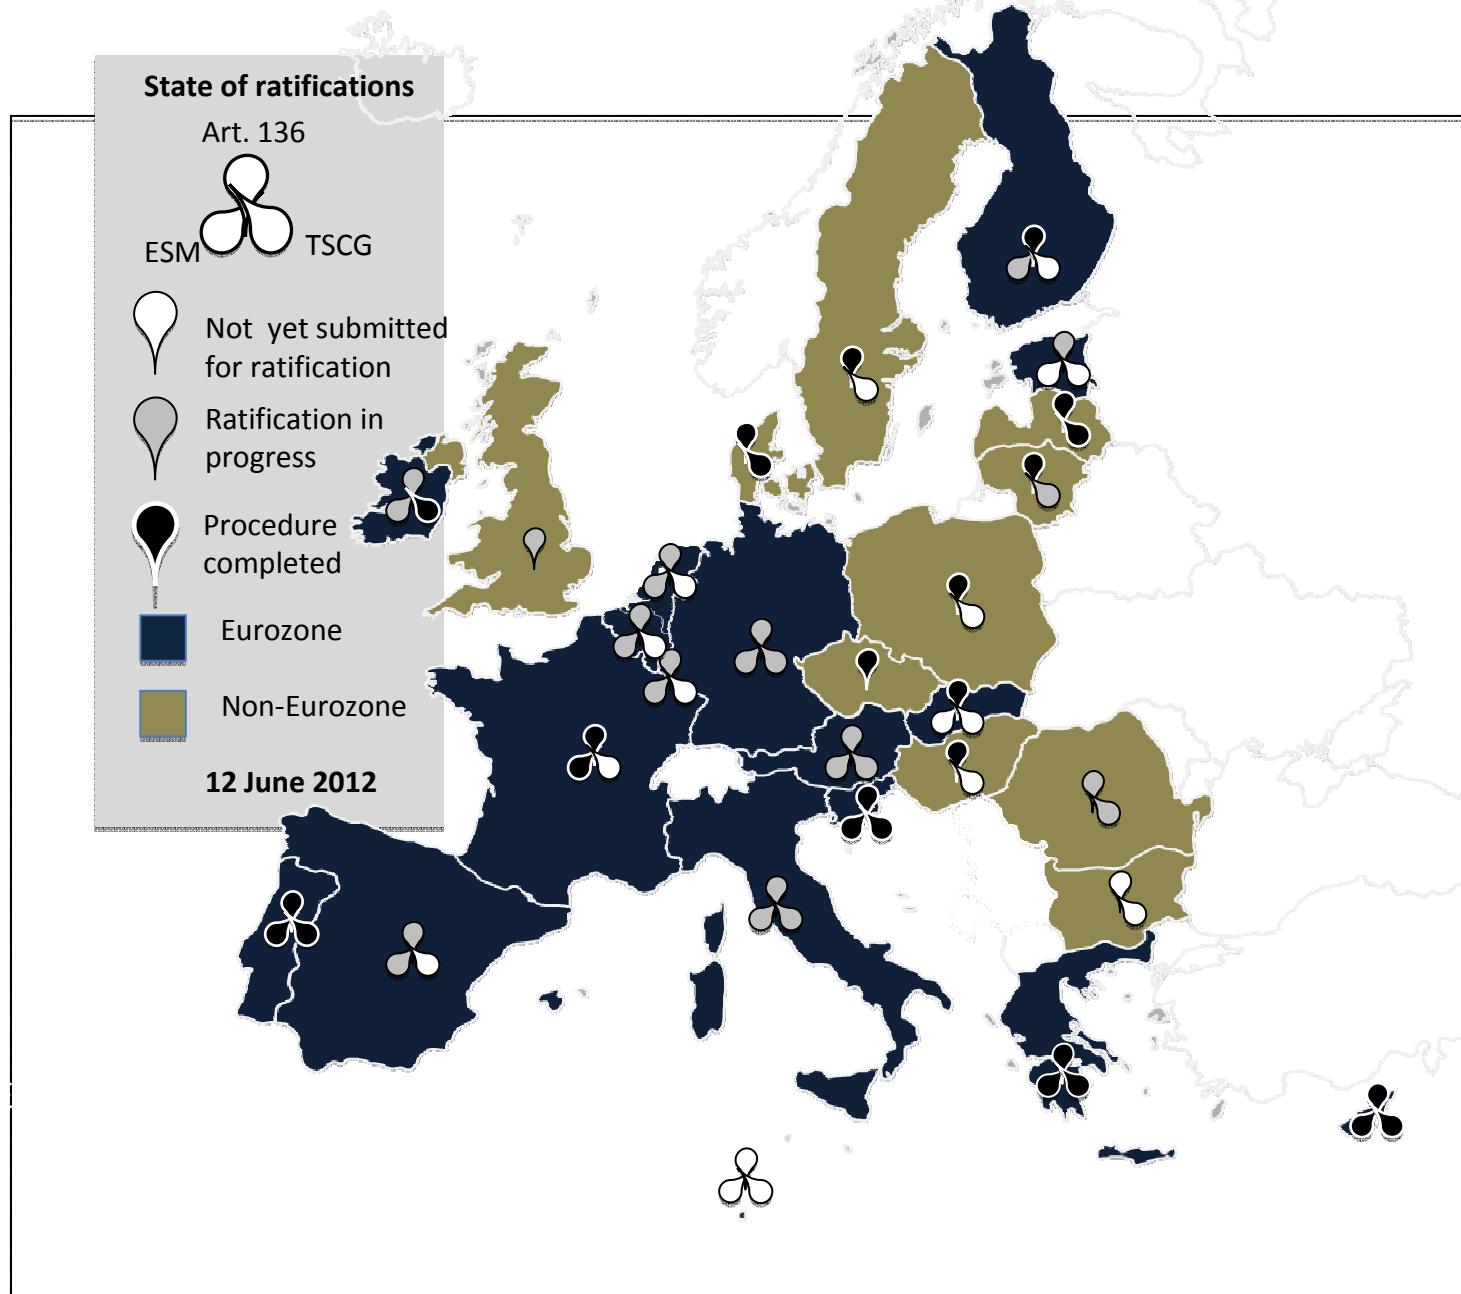 State of ratifications
Art. 136
ESM
TSCG
Not yet submitted
for ratification
Ratification in
progress
Procedure
completed
Eurozone
Non-Eurozone
12 June 2012